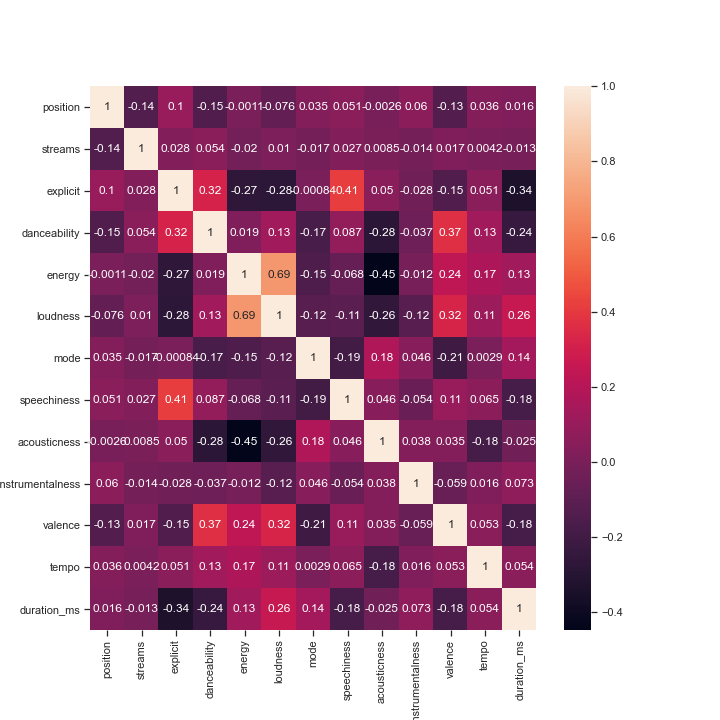 position 1 -0.14 0.1 -0.15 -0.0011 -0.076 0.035 0.051 -0.0026 0.06 -0.13 0.036 0.016
streams -0.14 1 0.028 0.054 -0.02 0.01 -0.017 0.027 0.0085 -0.014 0.017 0.0042 -0.013
explicit 0.1 0.028 1 0.32 -0.27 -0.28 0.41 0.05 -0.028 -0.15 0.051 -0.34
danceability -0.15 0.054 0.32 1 0.019 0.13 -0.17 0.087 -0.28 -0.037 0.37 0.13 -0.24
energy -0.0011 -0.02 -0.27 0.019 1 0.69 -0.15 -0.068 -0.45 -0.012 0.24 0.17 0.13
loudness -0.076 0.01 -0.28 0.13 0.69 1 -0.12 -0.11 -0.26 -0.12 0.32 0.11 0.26
mode 0.035 -0.017 -0.17 -0.15 -0.12 1 -0.19 0.18 0.046 -0.21 0.0029 0.14
speechiness 0.051 0.027 0.41 0.087 -0.068 -0.11 -0.19 1 0.046 -0.054 0.11 0.065 -0.18
acousticness -0.0026 0.0085 0.05 -0.28 -0.45 -0.26 0.18 0.046 1 0.038 0.035 -0.18 -0.025
nstrumentalness 0.06 -0.014 -0.028 -0.037 -0.012 -0.12 0.046 -0.054 0.038 1 -0.059 0.016 0.073
valence -0.13 0.017 -0.15 0.37 0.24 0.32 -0.21 0.11 0.035 -0.059 1 0.053 -0.18
tempo 0.036 0.0042 0.051 0.13 0.17 0.11 0.0029 0.065 -0.18 0.016 0.053 1 0.054
duration_ms 0.016 -0.013 -0.34 -0.24 0.13 0.26 0.14 -0.18 -0.025 0.073 -0.18 0.054 1
position streams explicit danceability energy loudness mode speechiness acousticness nstrumentalness valence tempo duration_ms
1.0
0.8
0.6
0.4
0.2
0.0
−0.2
−0.4